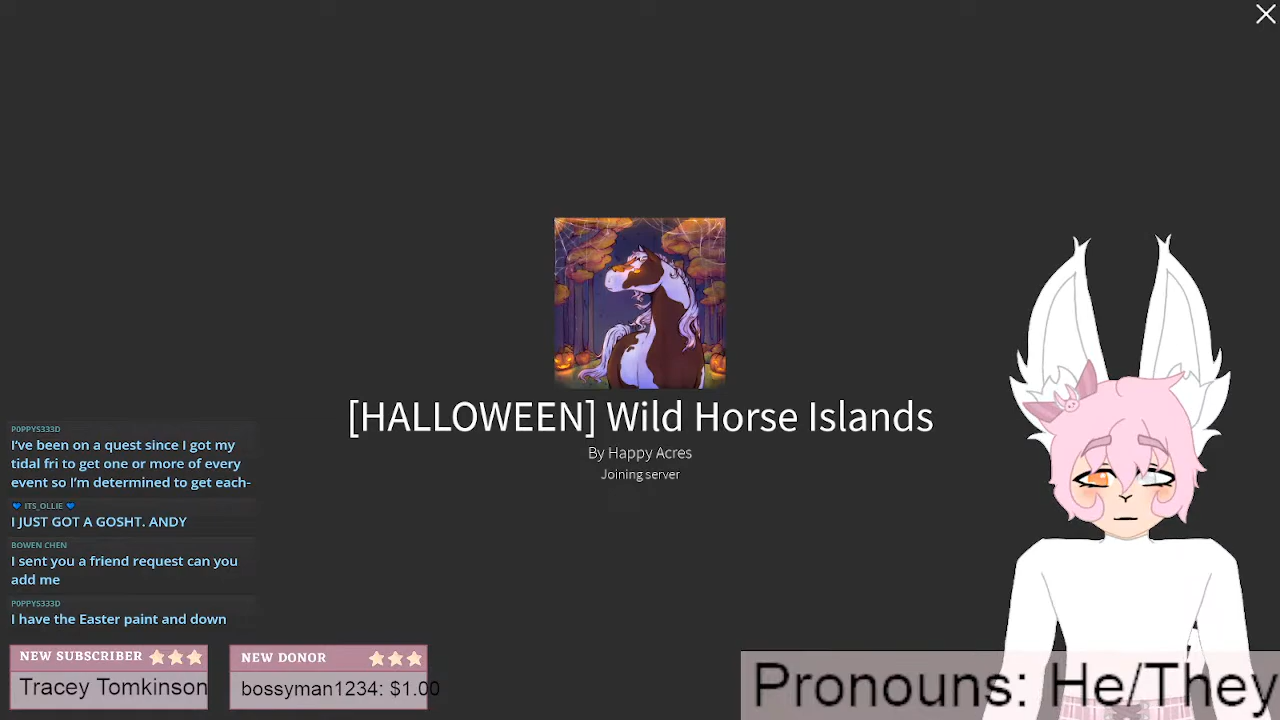 [HALLOWEEN] Wild Horse Islands
By Happy Acres
Joining server
P0PPYS333D
I've been on a quest since I got my
tidal fri to get one or more of every
event so I'm determined to get each-
ITS_OLLIE
I JUST GOT A GOSHT. ANDY
BOWEN CHEN
I sent you a friend request can you
add me
P0PPYS333D
I have the Easter paint and down
NEW SUBSCRIBER
Tracey Tomkinson
NEW DONOR
bossyman1234: $1.00
Pronouns: He/They